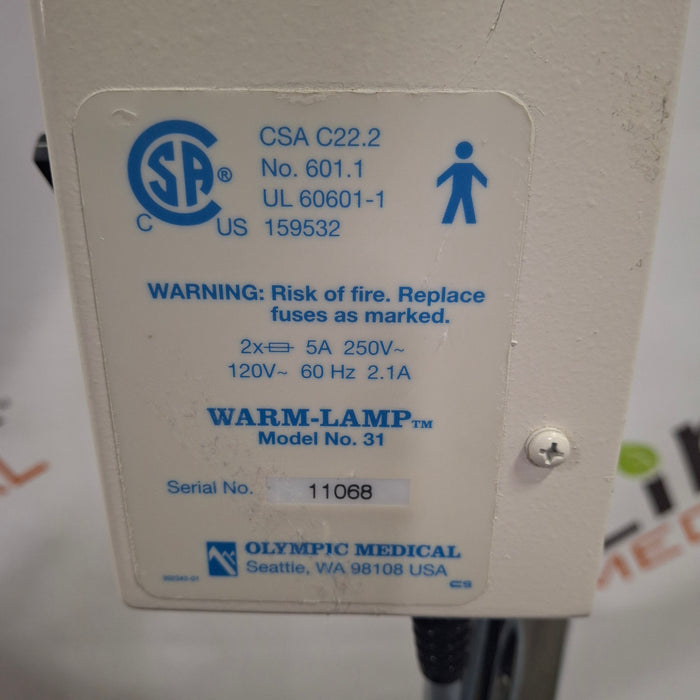 CSA C22.2
No. 601.1
UL 60601-1
C US 159532
SA ®
WARNING: Risk of fire. Replace
fuses as marked.
2x 5A 250V~
120V~ 60 Hz 2.1A
WARM-LAMP™
Model No. 31
Serial No. 11068
OLYMPIC MEDICAL
Seattle, WA 98108 USA